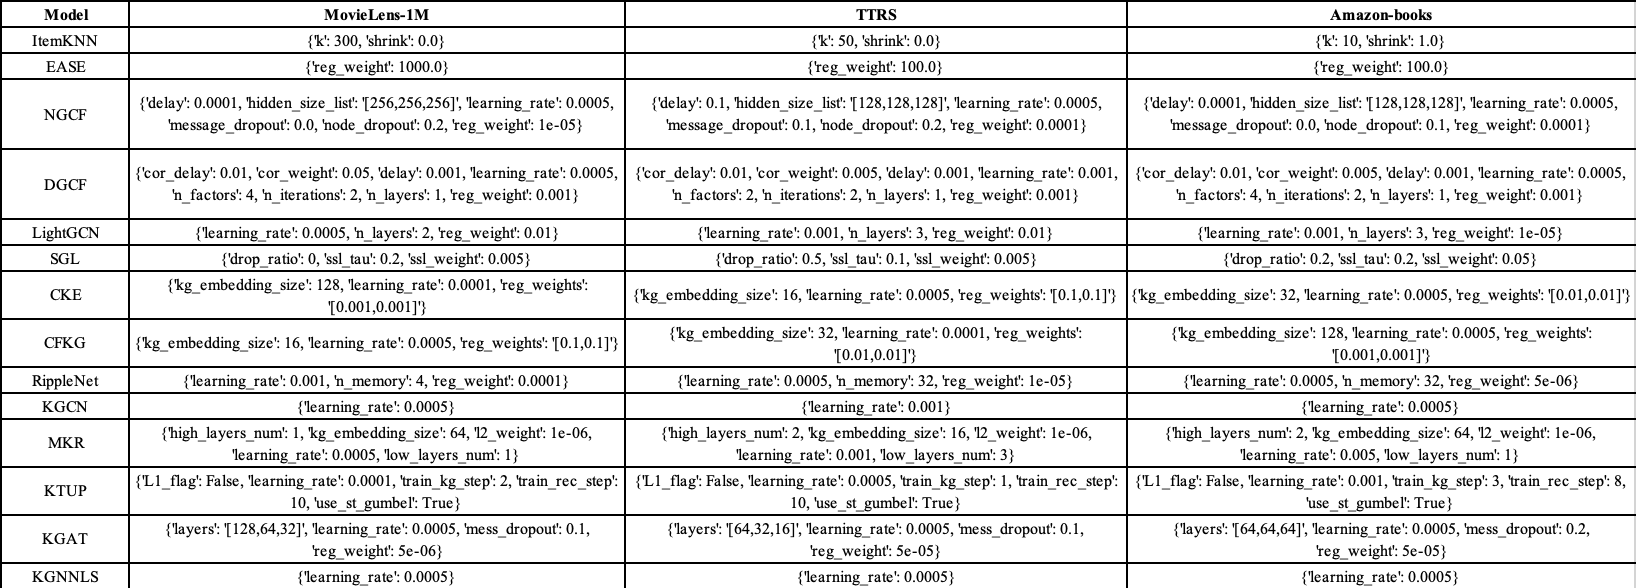 Model MovieLens-1M TTRS Amazon-books
ItemKNN {'k': 300, 'shrink': 0.0} {'k': 50, 'shrink': 0.0} {'k': 10, 'shrink': 1.0}
EASE {'reg_weight': 1000.0} {'reg_weight': 100.0} {'reg_weight': 100.0}
NGCF {'delay': 0.0001, 'hidden_size_list': '[256,256,256]', 'learning_rate': 0.0005, 'message_dropout': 0.0, 'node_dropout': 0.2, 'reg_weight': 1e-05} {'delay': 0.1, 'hidden_size_list': '[128,128,128]', 'learning_rate': 0.0005, 'message_dropout': 0.1, 'node_dropout': 0.2, 'reg_weight': 0.0001} {'delay': 0.0001, 'hidden_size_list': '[128,128,128]', 'learning_rate': 0.0005, 'message_dropout': 0.0, 'node_dropout': 0.1, 'reg_weight': 0.0001}
DGCF {'cor_delay': 0.01, 'cor_weight': 0.05, 'delay': 0.001, 'learning_rate': 0.0005, 'n_factors': 4, 'n_iterations': 2, 'n_layers': 1, 'reg_weight': 0.001} {'cor_delay': 0.01, 'cor_weight': 0.005, 'delay': 0.001, 'learning_rate': 0.001, 'n_factors': 2, 'n_iterations': 2, 'n_layers': 1, 'reg_weight': 0.001} {'cor_delay': 0.01, 'cor_weight': 0.005, 'delay': 0.001, 'learning_rate': 0.0005, 'n_factors': 4, 'n_iterations': 2, 'n_layers': 1, 'reg_weight': 0.001}
LightGCN {'learning_rate': 0.0005, 'n_layers': 2, 'reg_weight': 0.01} {'learning_rate': 0.001, 'n_layers': 3, 'reg_weight': 0.01} {'learning_rate': 0.001, 'n_layers': 3, 'reg_weight': 1e-05}
SGL {'drop_ratio': 0, 'ssl_tau': 0.2, 'ssl_weight': 0.005} {'drop_ratio': 0.5, 'ssl_tau': 0.1, 'ssl_weight': 0.005} {'drop_ratio': 0.2, 'ssl_tau': 0.2, 'ssl_weight': 0.05}
CKE {'kg_embedding_size': 128, 'learning_rate': 0.0001, 'reg_weights': '[0.001,0.001]'} {'kg_embedding_size': 16, 'learning_rate': 0.0005, 'reg_weights': '[0.1,0.1]'} {'kg_embedding_size': 32, 'learning_rate': 0.0005, 'reg_weights': '[0.01,0.01]'}
CFKG {'kg_embedding_size': 16, 'learning_rate': 0.0005, 'reg_weights': '[0.1,0.1]'} {'kg_embedding_size': 32, 'learning_rate': 0.0001, 'reg_weights': '[0.01,0.01]'} {'kg_embedding_size': 128, 'learning_rate': 0.0005, 'reg_weights': '[0.001,0.001]'}
RippleNet {'learning_rate': 0.001, 'n_memory': 4, 'reg_weight': 0.0001} {'learning_rate': 0.0005, 'n_memory': 32, 'reg_weight': 1e-05} {'learning_rate': 0.0005, 'n_memory': 32, 'reg_weight': 5e-06}
KGCN {'learning_rate': 0.0005} {'learning_rate': 0.001} {'learning_rate': 0.0005}
MKR {'high_layers_num': 1, 'kg_embedding_size': 64, 'l2_weight': 1e-06, 'learning_rate': 0.0005, 'low_layers_num': 1} {'high_layers_num': 2, 'kg_embedding_size': 16, 'l2_weight': 1e-06, 'learning_rate': 0.001, 'low_layers_num': 3} {'high_layers_num': 2, 'kg_embedding_size': 64, 'l2_weight': 1e-06, 'learning_rate': 0.005, 'low_layers_num': 1}
KTUP {'L1_flag': False, 'learning_rate': 0.0001, 'train_kg_step': 2, 'train_rec_step': 10, 'use_st_gumbel': True} {'L1_flag': False, 'learning_rate': 0.0005, 'train_kg_step': 1, 'train_rec_step': 10, 'use_st_gumbel': True} {'L1_flag': False, 'learning_rate': 0.001, 'train_kg_step': 3, 'train_rec_step': 8, 'use_st_gumbel': True}
KGAT {'layers': '[128,64,32]', 'learning_rate': 0.0005, 'mess_dropout': 0.1, 'reg_weight': 5e-06} {'layers': '[64,32,16]', 'learning_rate': 0.0005, 'mess_dropout': 0.1, 'reg_weight': 5e-05} {'layers': '[64,64,64]', 'learning_rate': 0.0005, 'mess_dropout': 0.2, 'reg_weight': 5e-05}
KGNNLS {'learning_rate': 0.0005} {'learning_rate': 0.0005} {'learning_rate': 0.0005}